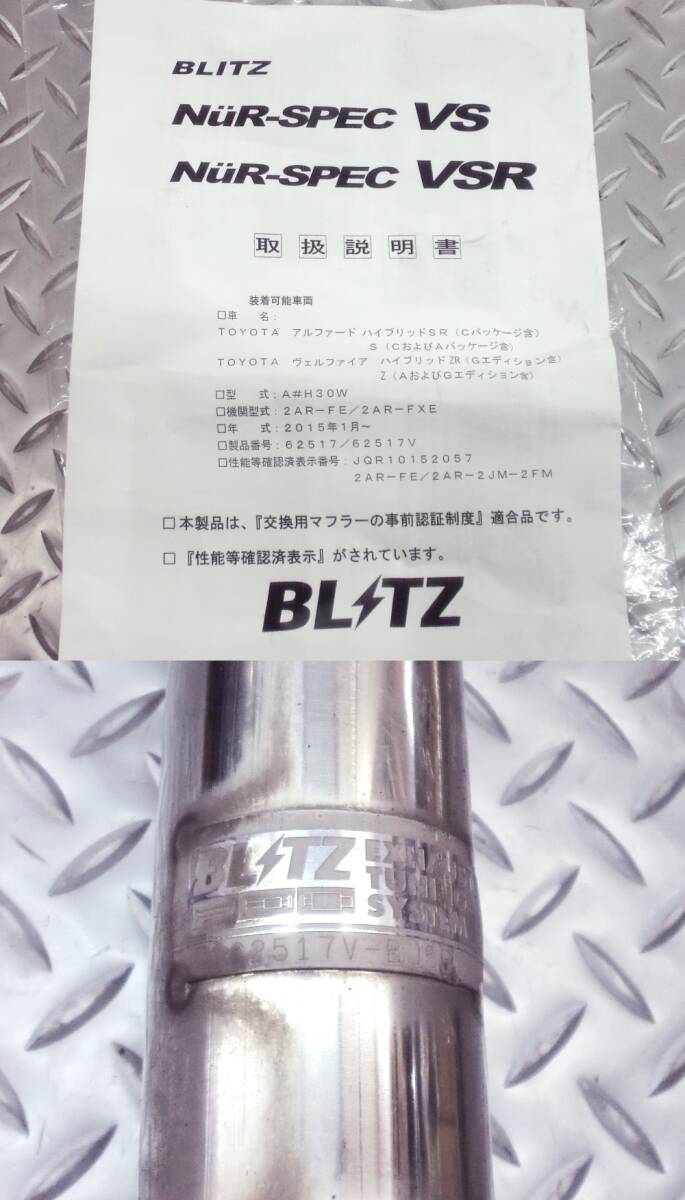 BLITZ
NüR-SPEC VS
NüR-SPEC VSR
取扱説明書
装着可能車両
□車　名：
TOYOTA　アルファード ハイブリッドSR（Cパッケージ含）
S（CおよびAパッケージ含）
TOYOTA　ヴェルファイア　ハイブリッドZR（Gエディション含）
Z（AおよびGエディション含）
□型　式：A#H30W
□機関型式：2AR-FE／2AR-FXE
□年　式：2015年1月～
□製品番号：62517／62517V
□性能等確認済表示番号：JQR10152057
2AR-FE／2AR-2JM-2FM
□本製品は、『交換用マフラーの事前認証制度』適合品です。
□『性能等確認済表示』がされています。
BLITZ
BLITZ
TUNING
SYSTEM
62517V